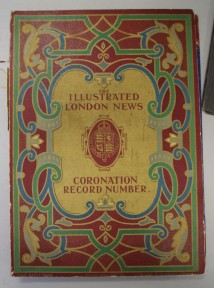 THE
ILLUSTRATED
LONDON NEWS
CORONATION
RECORD NUMBER.